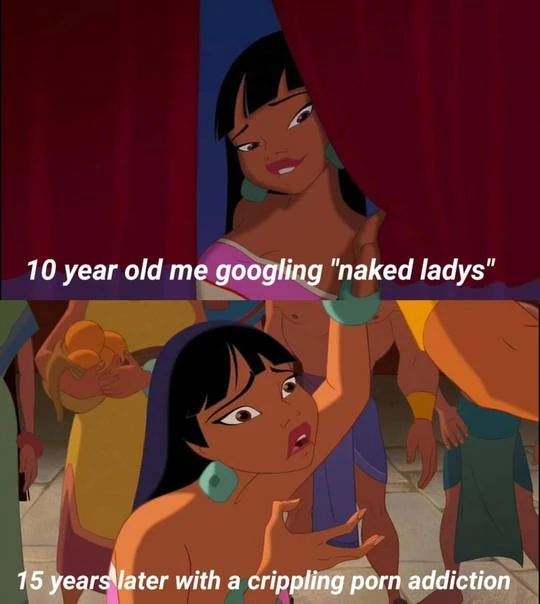 10 year old me googling "naked ladys"
15 years later with a crippling porn addiction